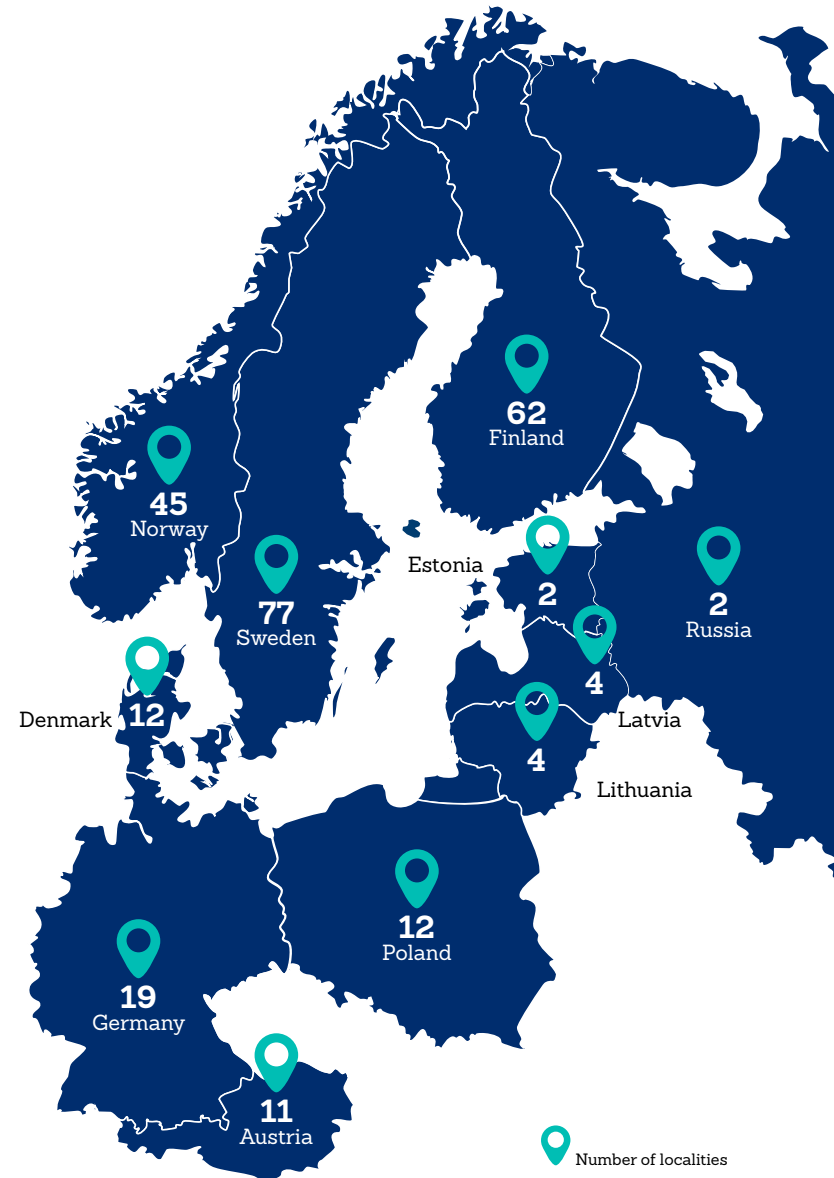 62
Finland
45
Norway
Estonia
2
2
Russia
77
Sweden
4
Denmark
12
Latvia
4
Lithuania
12
Poland
19
Germany
11
Austria
Number of localities